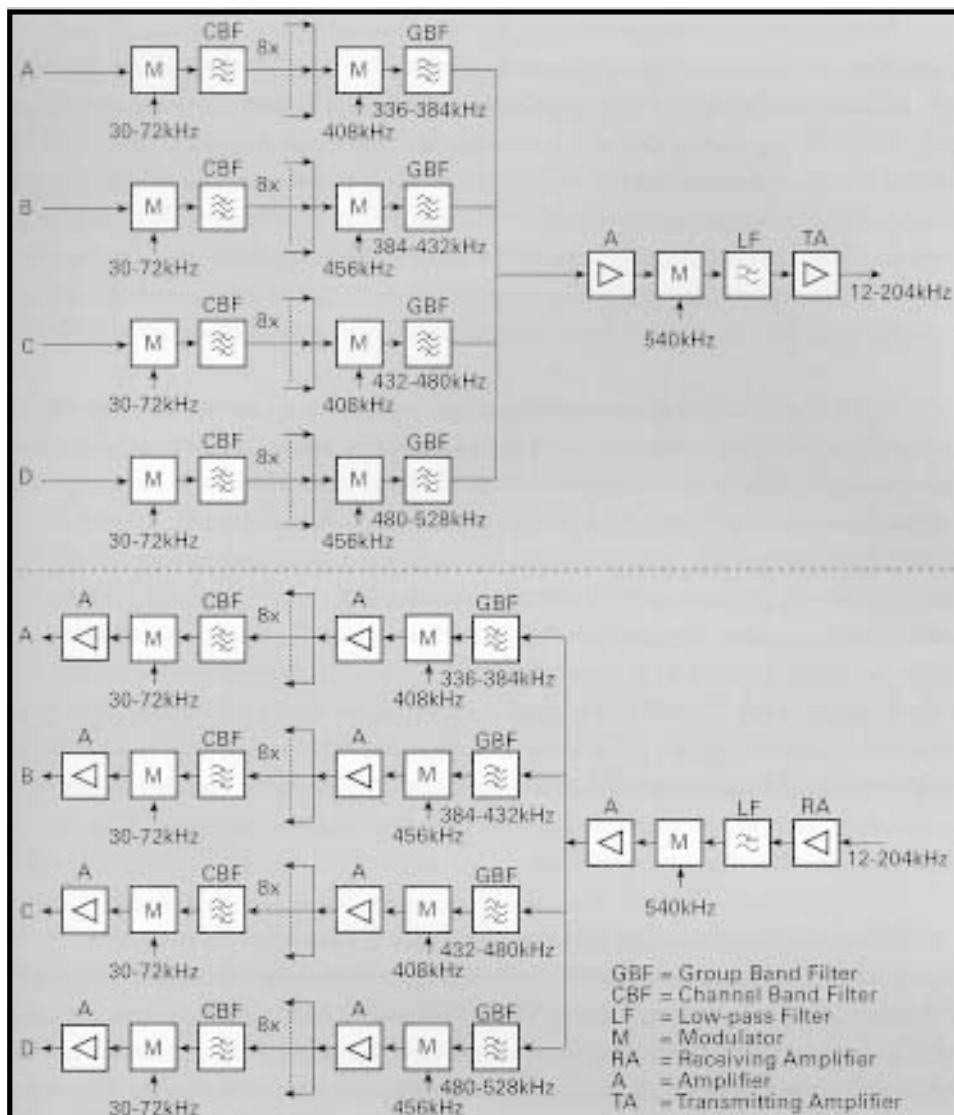 CBF 8x GBF
A M M
336-384kHz
30-72kHz 408kHz
CBF GBF
8x
B M M
384-432kHz
30-72kHz 456kHz
A LF TA
M
12-204kHz
540kHz
CBF GBF
8x
C M M
432-480kHz
30-72kHz 408kHz
CBF GBF
8x
D M M
480-528kHz
30-72kHz 456kHz
A CBF A GBF
8x
A M M
336-384kHz
30-72kHz 408kHz
A CBF A GBF
8x
B M M
384-432kHz
30-72kHz 456kHz
A LF RA
M
12-204kHz
540kHz
A CBF A GBF
8x
C M M
432-480kHz
30-72kHz 408kHz
A CBF A GBF
8x
D M M
480-528kHz
30-72kHz 456kHz
GBF = Group Band Filter
CBF = Channel Band Filter
LF = Low-pass Filter
M = Modulator
RA = Receiving Amplifier
A = Amplifier
TA = Transmitting Amplifier